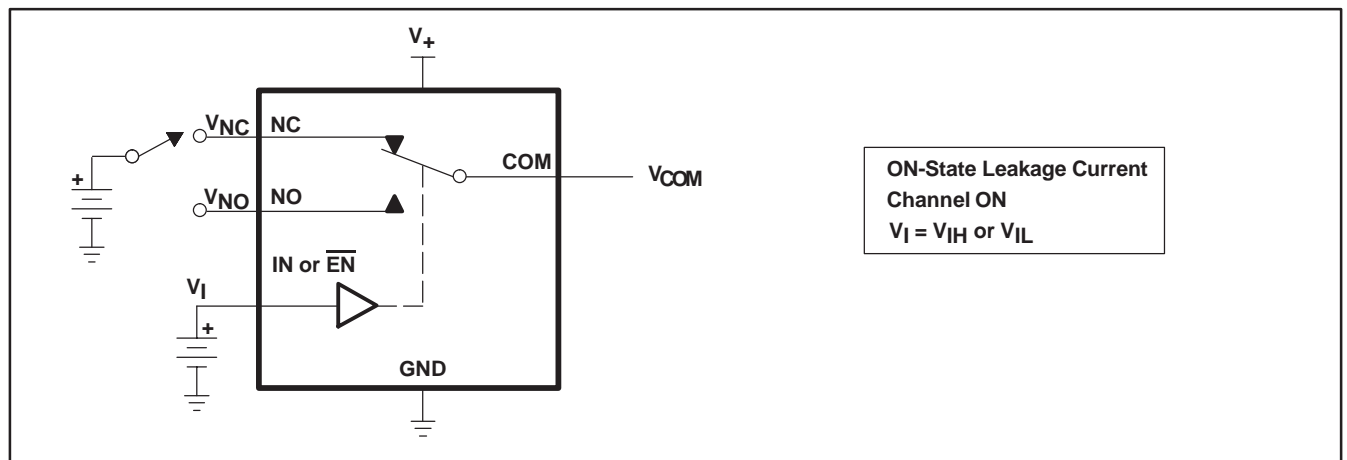 V+
VNC NC
COM
VCOM
+
VNO NO
IN or E̅N̅
VI
+
GND
ON-State Leakage Current
Channel ON
VI = VIH or VIL